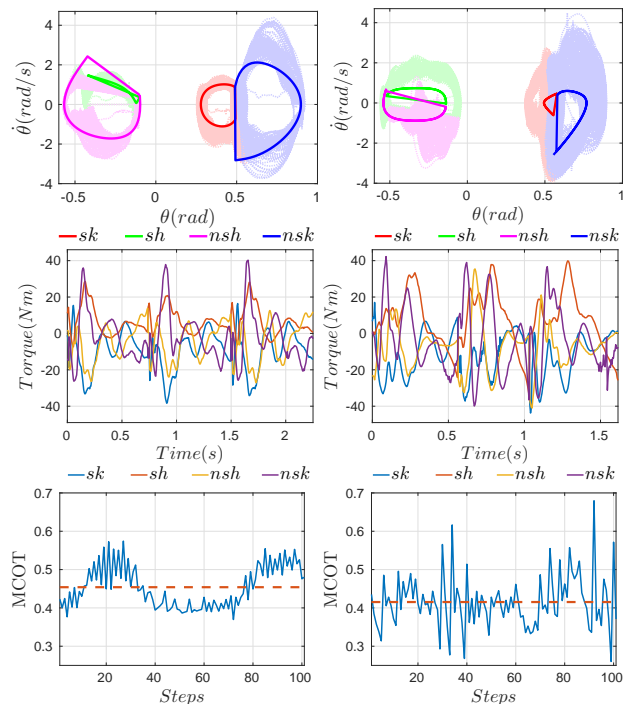 4
2
0
-2
-4
θ̇(rad/s)
-0.5
0
0.5
1
θ(rad)
sk
sh
nsh
nsk
4
2
0
-2
-4
θ̇(rad/s)
-0.5
0
0.5
1
θ(rad)
sk
sh
nsh
nsk
40
20
0
-20
-40
Torque(Nm)
0
0.5
1
1.5
2
Time(s)
sk
sh
nsh
nsk
40
20
0
-20
-40
Torque(Nm)
0
0.5
1
1.5
Time(s)
sk
sh
nsh
nsk
0.7
0.6
0.5
0.4
0.3
MCOT
20
40
60
80
100
Steps
0.7
0.6
0.5
0.4
0.3
MCOT
20
40
60
80
100
Steps